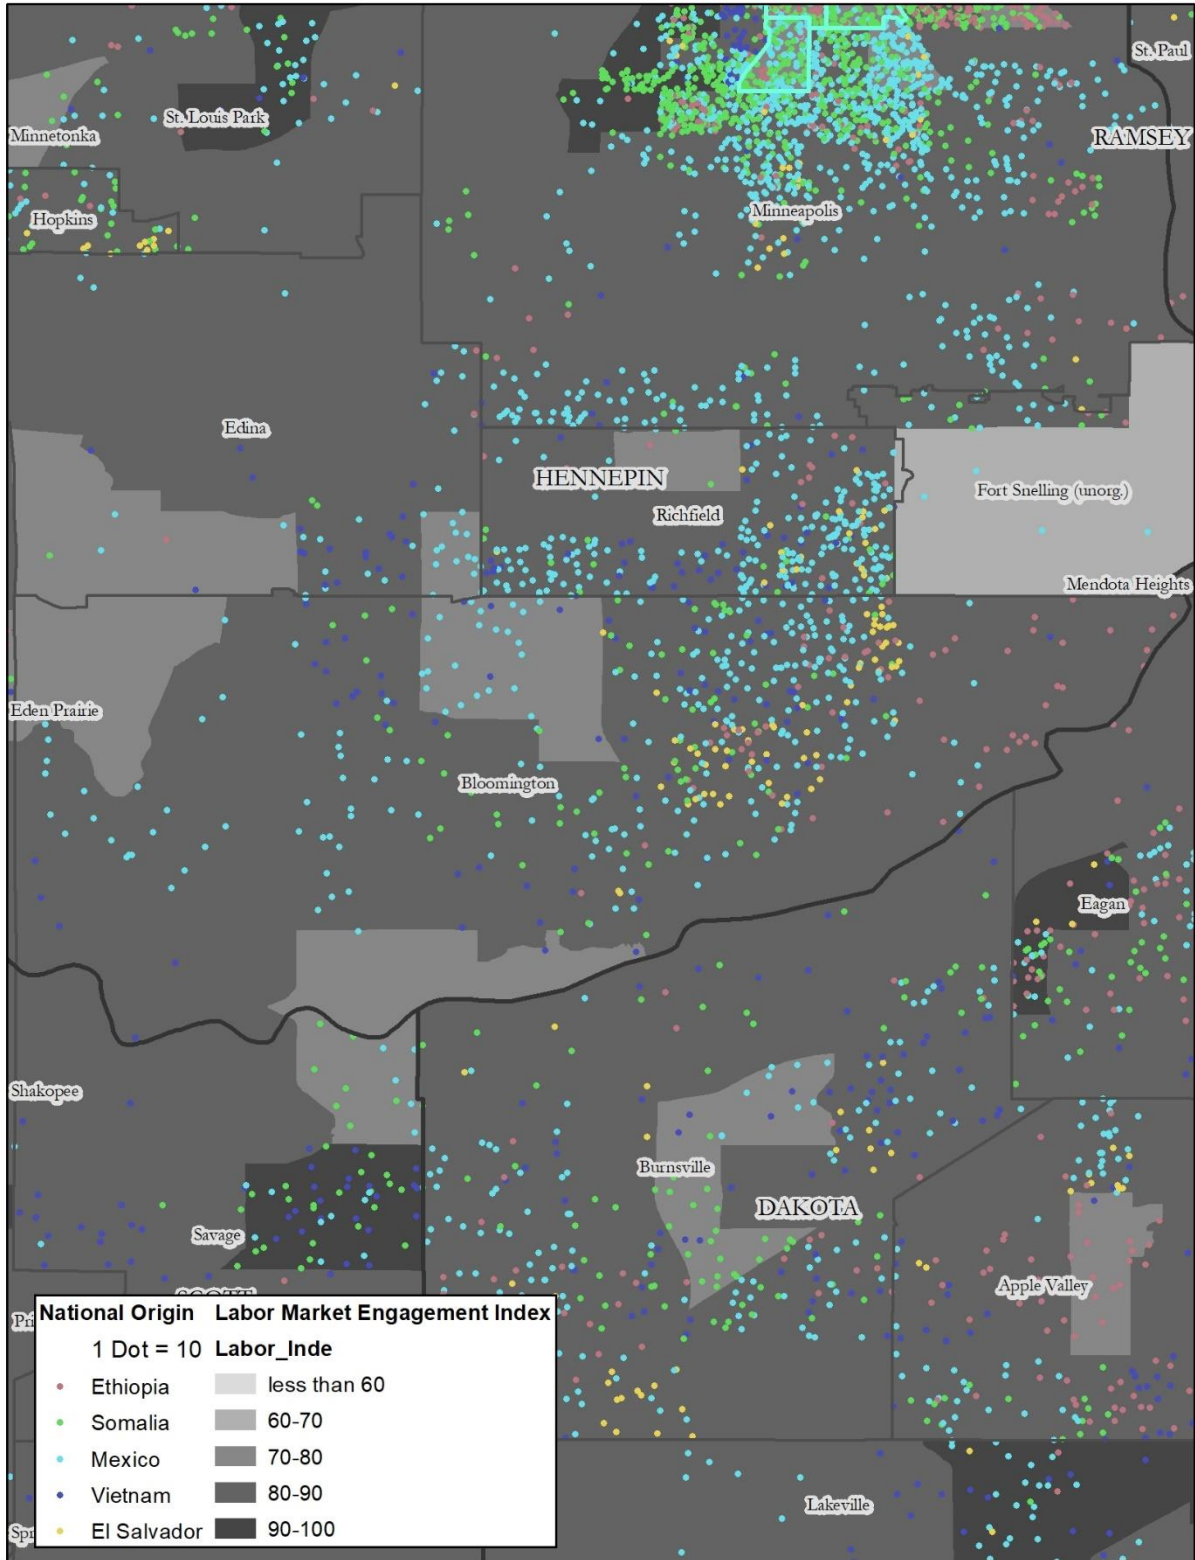 St. Paul
St. Louis Park
Minnetonka
RAMSEY
Hopkins
Minneapolis
Edina
HENNEPIN
Fort Snelling (unorg.)
Richfield
Mendota Heights
Eden Prairie
Bloomington
Eagan
Shakopee
Burnsville
DAKOTA
Savage
Apple Valley
Pri
National Origin Labor Market Engagement Index
1 Dot = 10 Labor_Inde
Ethiopia less than 60
Somalia 60-70
Mexico 70-80
Vietnam 80-90
El Salvador 90-100
Lakeville
Spr